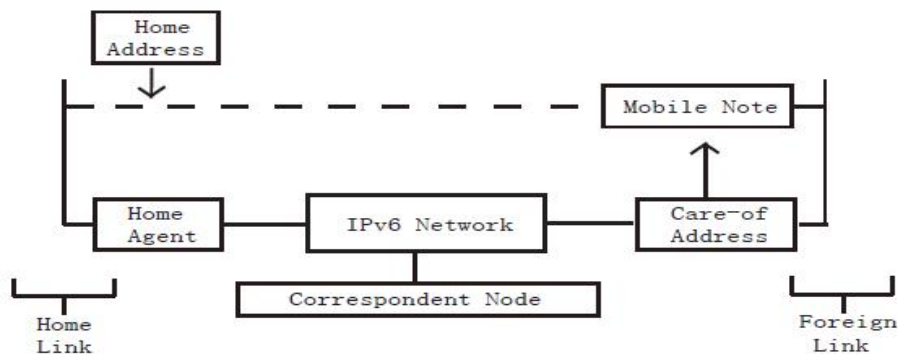 Home
Address
Mobile Note
Home
Agent
IPv6 Network
Care-of
Address
Correspondent Node
Home
Link
Foreign
Link